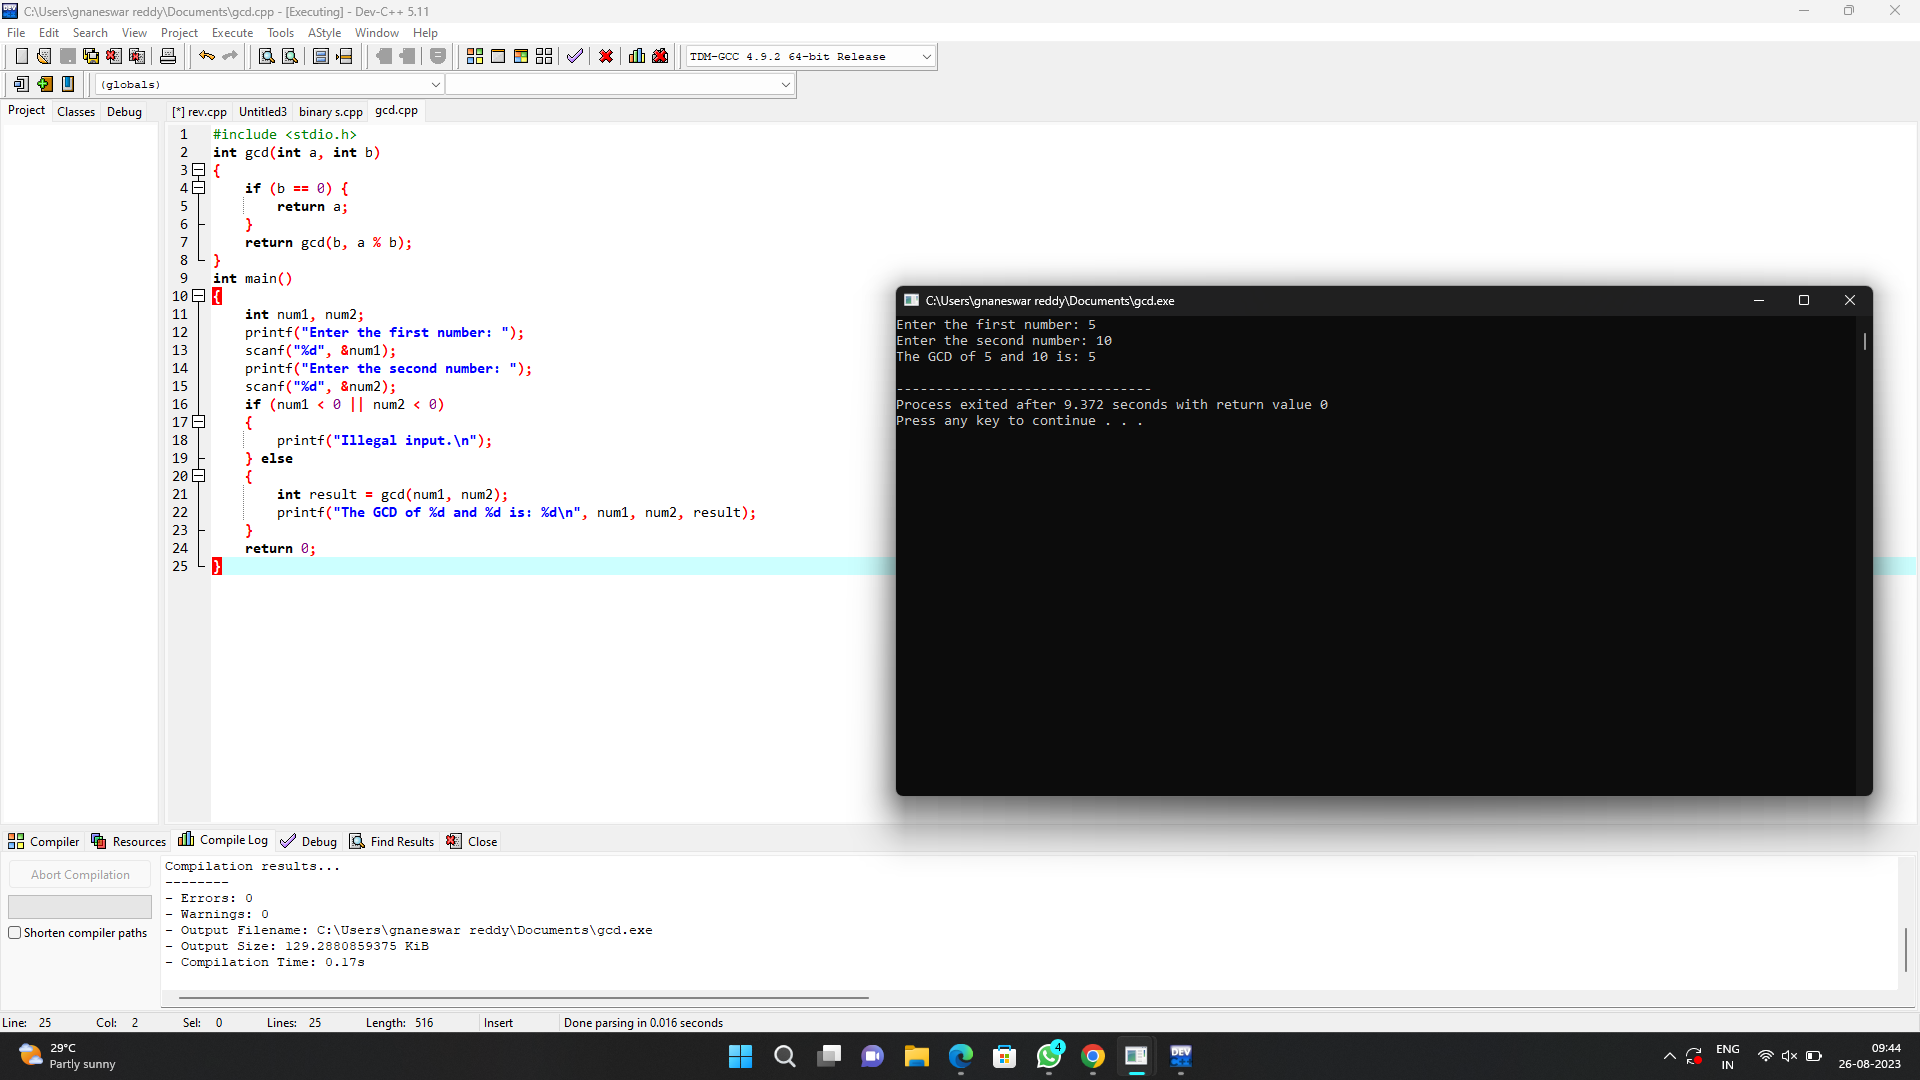 C:\Users\gnaneswar reddy\Documents\gcd.cpp - [Executing] - Dev-C++ 5.11
File Edit Search View Project Execute Tools AStyle Window Help
TDM-GCC 4.9.2 64-bit Release
(globals)
Project Classes Debug
[*] rev.cpp Untitled3 binary s.cpp gcd.cpp
1 #include <stdio.h>
2 int gcd(int a, int b)
3 {
4 if (b == 0) {
5 return a;
6 }
7 return gcd(b, a % b);
8 }
9 int main()
10 {
11 int num1, num2;
12 printf("Enter the first number: ");
13 scanf("%d", &num1);
14 printf("Enter the second number: ");
15 scanf("%d", &num2);
16 if (num1 < 0 || num2 < 0)
17 {
18 printf("Illegal input.\n");
19 } else
20 {
21 int result = gcd(num1, num2);
22 printf("The GCD of %d and %d is: %d\n", num1, num2, result);
23 }
24 return 0;
25 }
C:\Users\gnaneswar reddy\Documents\gcd.exe
Enter the first number: 5
Enter the second number: 10
The GCD of 5 and 10 is: 5
--------------------------------
Process exited after 9.372 seconds with return value 0
Press any key to continue . . .
Compiler Resources Compile Log Debug Find Results Close
Abort Compilation
Shorten compiler paths
Compilation results...
--------
- Errors: 0
- Warnings: 0
- Output Filename: C:\Users\gnaneswar reddy\Documents\gcd.exe
- Output Size: 129.2880859375 KiB
- Compilation Time: 0.17s
Line: 25 Col: 2 Sel: 0 Lines: 25 Length: 516 Insert Done parsing in 0.016 seconds
29°C
Partly sunny
4
DEV
ENG
IN
09:44
26-08-2023